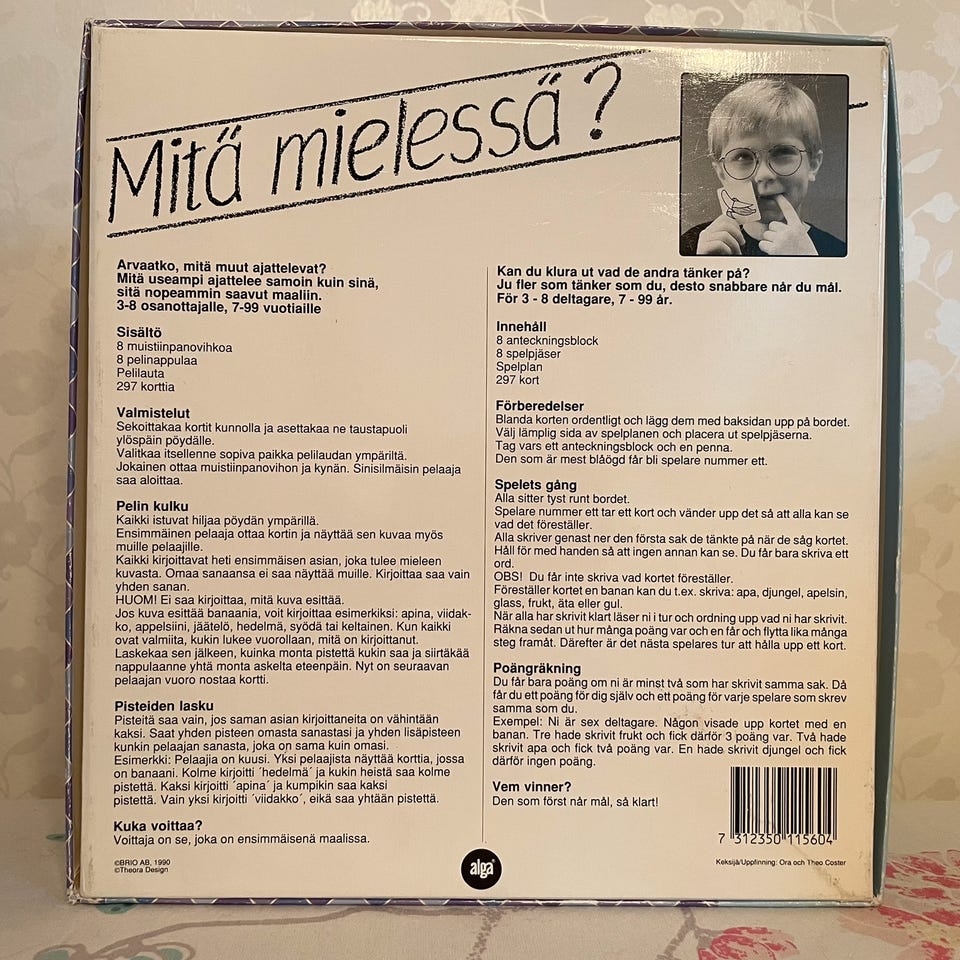 Mitä mielessä?
Arvaatko, mitä muut ajattelevat?
Mitä useampi ajattelee samoin kuin sinä,
sitä nopeammin saavut maaliin.
3-8 osanottajalle, 7-99 vuotiaille
Sisältö
8 muistiinpanovihkoa
8 pelinappulaa
Pelilauta
297 korttia
Valmistelut
Sekoittakaa kortit kunnolla ja asettakaa ne taustapuoli
ylöspäin pöydälle.
Valitkaa itsellenne sopiva paikka pelilaudan ympäriltä.
Jokainen ottaa muistiinpanovihon ja kynän. Sinisilmäisin pelaaja
saa aloittaa.
Pelin kulku
Kaikki istuvat hiljaa pöydän ympärillä.
Ensimmäinen pelaaja ottaa kortin ja näyttää sen kuvaa myös
muille pelaajille.
Kaikki kirjoittavat heti ensimmäisen asian, joka tulee mieleen
kuvasta. Omaa sanaansa ei saa näyttää muille. Kirjoittaa saa vain
yhden sanan.
HUOM! Ei saa kirjoittaa, mitä kuva esittää.
Jos kuva esittää banaania, voit kirjoittaa esimerkiksi: apina, viidak-
ko, appelsiini, jäätelö, hedelmä, syödä tai keltainen. Kun kaikki
ovat valmiita, kukin lukee vuorollaan, mitä on kirjoittanut.
Laskekaa sen jälkeen, kuinka monta pistettä kukin saa ja siirtäkää
nappulaanne yhtä monta askelta eteenpäin. Nyt on seuraavan
pelaajan vuoro nostaa kortti.
Pisteiden lasku
Pisteitä saa vain, jos saman asian kirjoittaneita on vähintään
kaksi. Saat yhden pisteen omasta sanastasi ja yhden lisäpisteen
kunkin pelaajan sanasta, joka on sama kuin omasi.
Esimerkki: Pelaajia on kuusi. Yksi pelaajista näyttää korttia, jossa
on banaani. Kolme kirjoitti ´hedelmä´ ja kukin heistä saa kolme
pistettä. Kaksi kirjoitti ´apina´ ja kumpikin saa kaksi
pistettä. Vain yksi kirjoitti ´viidakko´, eikä saa yhtään pistettä.
Kuka voittaa?
Voittaja on se, joka on ensimmäisenä maalissa.
©BRIO AB, 1990
©Theora Design
Kan du klura ut vad de andra tänker på?
Ju fler som tänker som du, desto snabbare når du mål.
För 3 - 8 deltagare, 7 - 99 år.
Innehåll
8 anteckningsblock
8 spelpjäser
Spelplan
297 kort
Förberedelser
Blanda korten ordentligt och lägg dem med baksidan upp på bordet.
Välj lämplig sida av spelplanen och placera ut spelpjäserna.
Tag vars ett anteckningsblock och en penna.
Den som är mest blåögd får bli spelare nummer ett.
Spelets gång
Alla sitter tyst runt bordet.
Spelare nummer ett tar ett kort och vänder upp det så att alla kan se
vad det föreställer.
Alla skriver genast ner den första sak de tänkte på när de såg kortet.
Håll för med handen så att ingen annan kan se. Du får bara skriva ett
ord.
OBS! Du får inte skriva vad kortet föreställer.
Föreställer kortet en banan kan du t.ex. skriva: apa, djungel, apelsin,
glass, frukt, äta eller gul.
När alla har skrivit klart läser ni i tur och ordning upp vad ni har skrivit.
Räkna sedan ut hur många poäng var och en får och flytta lika många
steg framåt. Därefter är det nästa spelares tur att hålla upp ett kort.
Poängräkning
Du får bara poäng om ni är minst två som har skrivit samma sak. Då
får du ett poäng för dig själv och ett poäng för varje spelare som skrev
samma som du.
Exempel: Ni är sex deltagare. Någon visade upp kortet med en
banan. Tre hade skrivit frukt och fick därför 3 poäng var. Två hade
skrivit apa och fick två poäng var. En hade skrivit djungel och fick
därför ingen poäng.
Vem vinner?
Den som först når mål, så klart!
7 312350 115604
Keksijä/Uppfinning: Ora och Theo Coster
alga